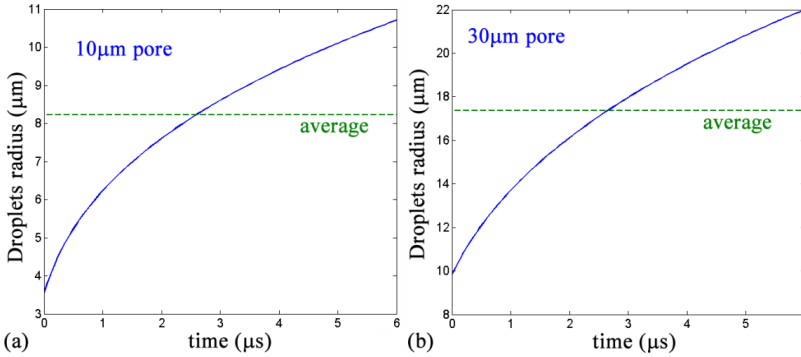 11
10
9
8
7
6
5
4
3
Droplets radius (μm)
10μm pore
average
0 1 2 3 4 5 6
(a)
time (μs)
22
20
18
16
14
12
10
8
Droplets radius (μm)
30μm pore
average
0 1 2 3 4 5
(b)
time (μs)